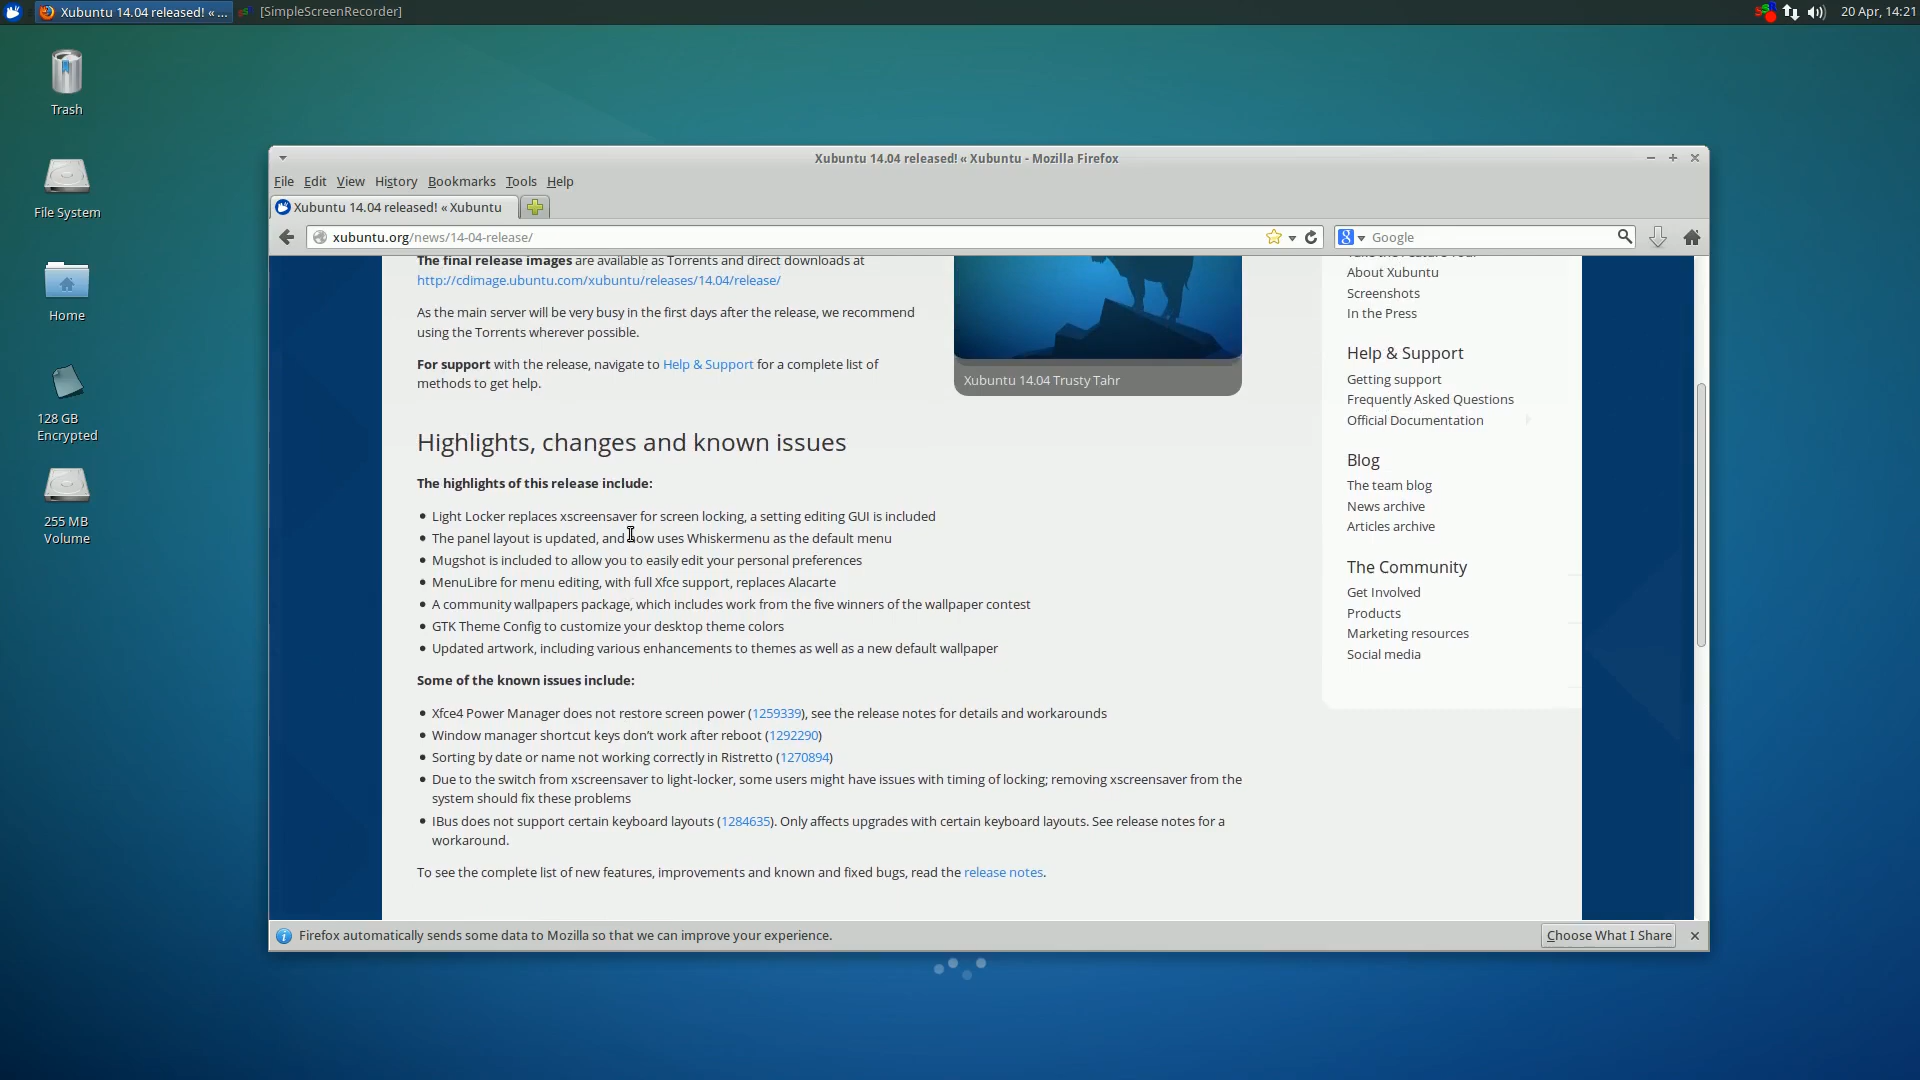 Xubuntu 14.04 released! « ...
[SimpleScreenRecorder]
20 Apr, 14:21
Trash
File System
Home
128 GB
Encrypted
255 MB
Volume
Xubuntu 14.04 released! « Xubuntu - Mozilla Firefox
File Edit View History Bookmarks Tools Help
Xubuntu 14.04 released! « Xubuntu
xubuntu.org/news/14-04-release/
Google
The final release images are available as Torrents and direct downloads at
http://cdimage.ubuntu.com/xubuntu/releases/14.04/release/
As the main server will be very busy in the first days after the release, we recommend
using the Torrents wherever possible.
For support with the release, navigate to Help & Support for a complete list of
methods to get help.
Xubuntu 14.04 Trusty Tahr
Highlights, changes and known issues
The highlights of this release include:
• Light Locker replaces xscreensaver for screen locking, a setting editing GUI is included
• The panel layout is updated, and now uses Whiskermenu as the default menu
• Mugshot is included to allow you to easily edit your personal preferences
• MenuLibre for menu editing, with full Xfce support, replaces Alacarte
• A community wallpapers package, which includes work from the five winners of the wallpaper contest
• GTK Theme Config to customize your desktop theme colors
• Updated artwork, including various enhancements to themes as well as a new default wallpaper
Some of the known issues include:
• Xfce4 Power Manager does not restore screen power (1259339), see the release notes for details and workarounds
• Window manager shortcut keys don’t work after reboot (1292290)
• Sorting by date or name not working correctly in Ristretto (1270894)
• Due to the switch from xscreensaver to light-locker, some users might have issues with timing of locking; removing xscreensaver from the
system should fix these problems
• IBus does not support certain keyboard layouts (1284635). Only affects upgrades with certain keyboard layouts. See release notes for a
workaround.
To see the complete list of new features, improvements and known and fixed bugs, read the release notes.
About Xubuntu
Screenshots
In the Press
Help & Support
Getting support
Frequently Asked Questions
Official Documentation
Blog
The team blog
News archive
Articles archive
The Community
Get Involved
Products
Marketing resources
Social media
Firefox automatically sends some data to Mozilla so that we can improve your experience.
Choose What I Share